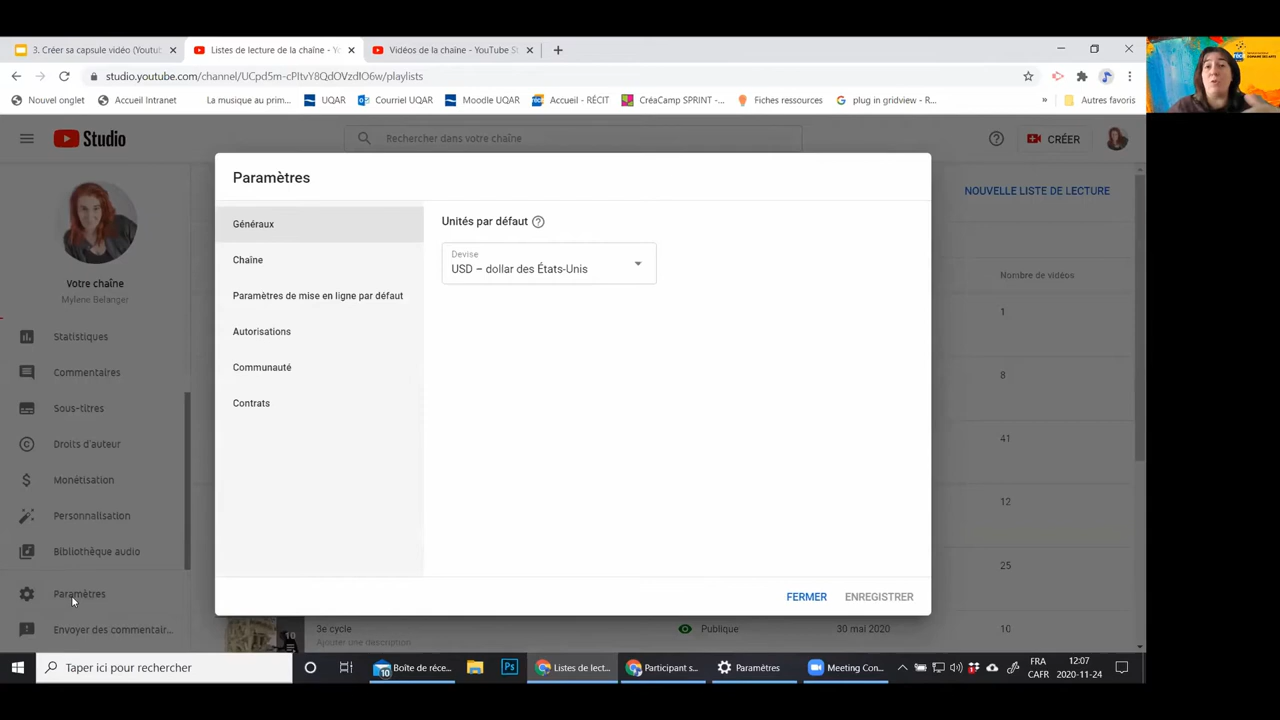 3. Créer sa capsule vidéo (Youtu
Listes de lecture de la chaîne - Yo
Vidéos de la chaîne - YouTube St
studio.youtube.com/channel/UCpd5m-cPItvY8QdOVzdIO6w/playlists
Nouvel onglet
Accueil Intranet
La musique au prim...
UQAR
Courriel UQAR
Moodle UQAR
Accueil - RÉCIT
CréaCamp SPRINT -...
Fiches ressources
plug in gridview - R...
»
Autres favoris
Studio
Rechercher dans votre chaîne
CRÉER
Paramètres
NOUVELLE LISTE DE LECTURE
Généraux
Unités par défaut
Devise
USD – dollar des États-Unis
Chaîne
Nombre de vidéos
Votre chaîne
Mylene Belanger
Paramètres de mise en ligne par défaut
1
Statistiques
Autorisations
Commentaires
Communauté
8
Sous-titres
Contrats
Droits d'auteur
41
Monétisation
12
Personnalisation
Bibliothèque audio
25
Paramètres
FERMER
ENREGISTRER
Envoyer des commentair...
10
3e cycle
Ajouter une description
Publique
30 mai 2020
10
Taper ici pour rechercher
10
Boîte de réce...
Ps
Listes de lect...
Participant s...
Paramètres
Meeting Con...
FRA
CAFR
12:07
2020-11-24